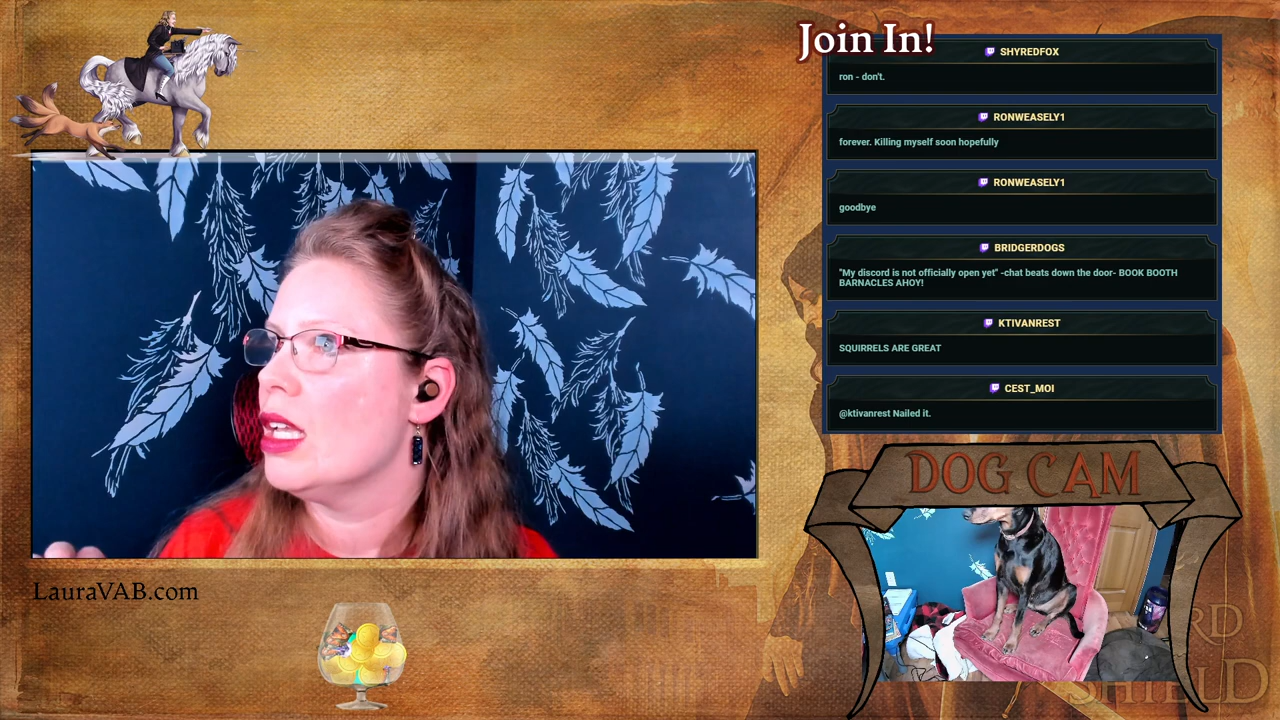 Join In!
SHYREDFOX
ron - don't.
RONWEASELY1
forever. Killing myself soon hopefully
RONWEASELY1
goodbye
BRIDGERDOGS
"My discord is not officially open yet" -chat beats down the door- BOOK BOOTH
BARNACLES AHOY!
KTIVANREST
SQUIRRELS ARE GREAT
CEST_MOI
@ktivanrest Nailed it.
DOG CAM
LauraVAB.com
SHIELD